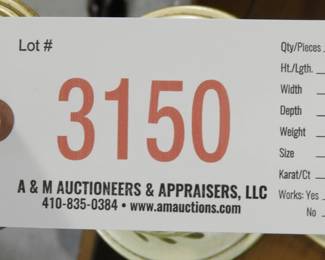 Lot #
3150
A & M AUCTIONEERS & APPRAISERS, LLC
410-835-0384 • www.amauctions.com
Qty/Pieces
Ht./Lgth.
Width
Depth
Weight
Size
Karat/Ct
Works: Yes
No